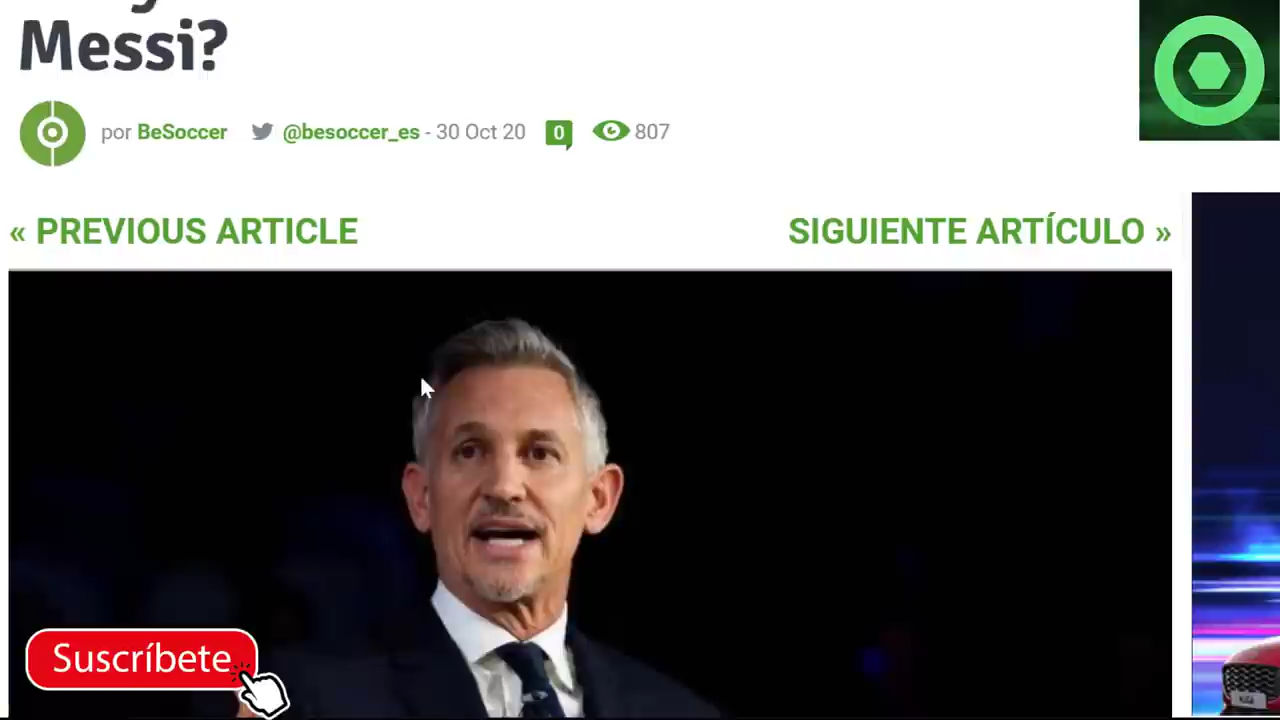 Messi?
por BeSoccer @besoccer_es - 30 Oct 20 0 807
« PREVIOUS ARTICLE SIGUIENTE ARTÍCULO »
Suscríbete